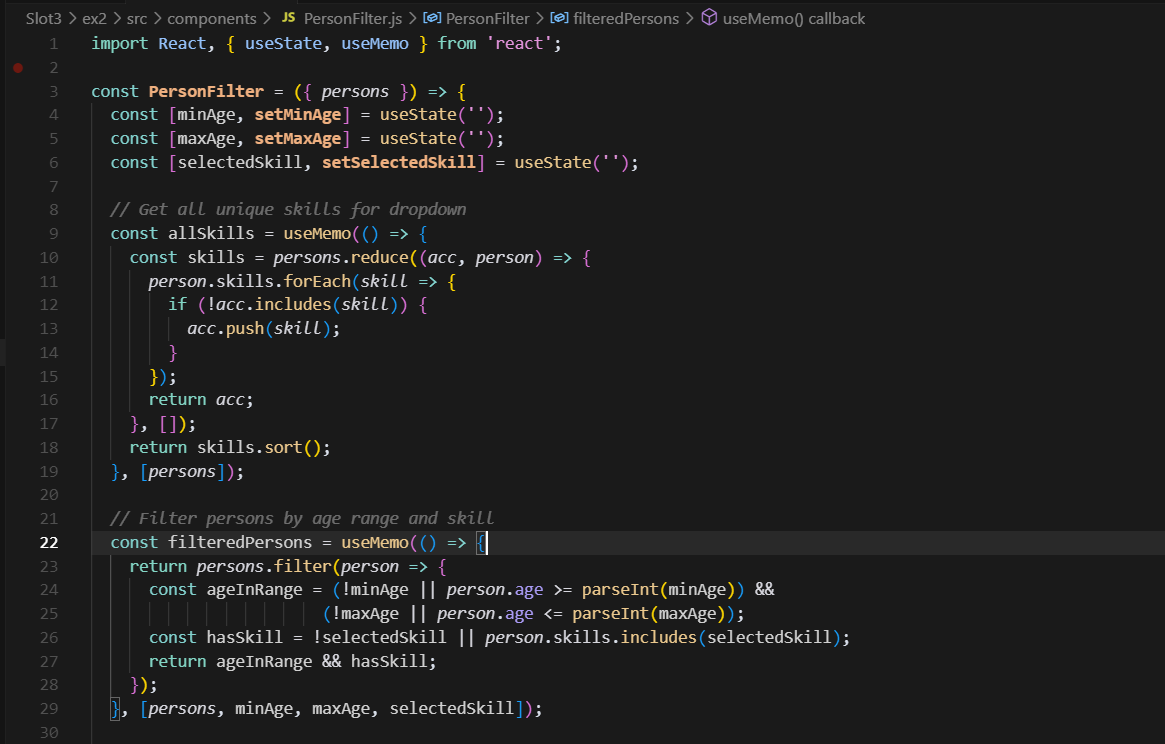 Slot3 > ex2 > src > components > JS PersonFilter.js > PersonFilter > filteredPersons > useMemo() callback
1 import React, { useState, useMemo } from 'react';
2
3 const PersonFilter = ({ persons }) => {
4   const [minAge, setMinAge] = useState('');
5   const [maxAge, setMaxAge] = useState('');
6   const [selectedSkill, setSelectedSkill] = useState('');
7
8   // Get all unique skills for dropdown
9   const allSkills = useMemo(() => {
10     const skills = persons.reduce((acc, person) => {
11       person.skills.forEach(skill => {
12         if (!acc.includes(skill)) {
13           acc.push(skill);
14         }
15       });
16       return acc;
17     }, []);
18     return skills.sort();
19   }, [persons]);
20
21   // Filter persons by age range and skill
22   const filteredPersons = useMemo(() => {
23     return persons.filter(person => {
24       const ageInRange = (!minAge || person.age >= parseInt(minAge)) &&
25                         (!maxAge || person.age <= parseInt(maxAge));
26       const hasSkill = !selectedSkill || person.skills.includes(selectedSkill);
27       return ageInRange && hasSkill;
28     });
29   }, [persons, minAge, maxAge, selectedSkill]);
30